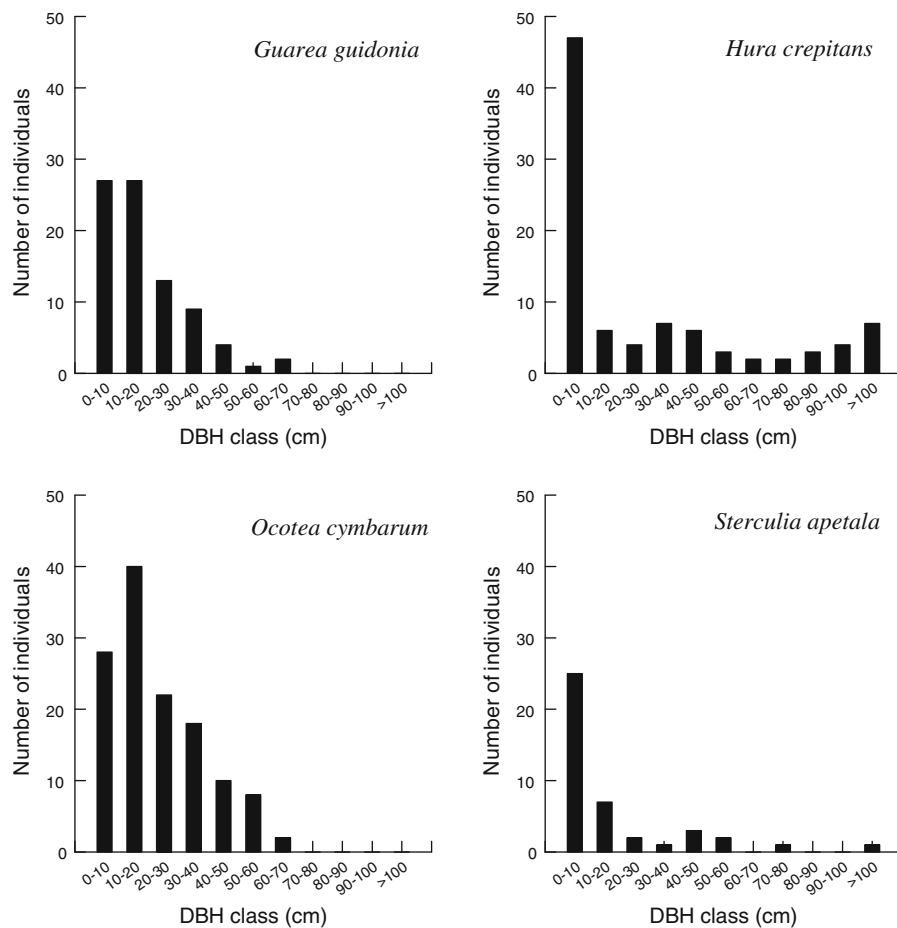 Guarea guidonia
Number of individuals
50
40
30
20
10
0
0-10 10-20 20-30 30-40 40-50 50-60 60-70 70-80 80-90 90-100 >100
DBH class (cm)
Hura crepitans
Number of individuals
50
40
30
20
10
0
0-10 10-20 20-30 30-40 40-50 50-60 60-70 70-80 80-90 90-100 >100
DBH class (cm)
Ocotea cymbarum
Number of individuals
50
40
30
20
10
0
0-10 10-20 20-30 30-40 40-50 50-60 60-70 70-80 80-90 90-100 >100
DBH class (cm)
Sterculia apetala
Number of individuals
50
40
30
20
10
0
0-10 10-20 20-30 30-40 40-50 50-60 60-70 70-80 80-90 90-100 >100
DBH class (cm)